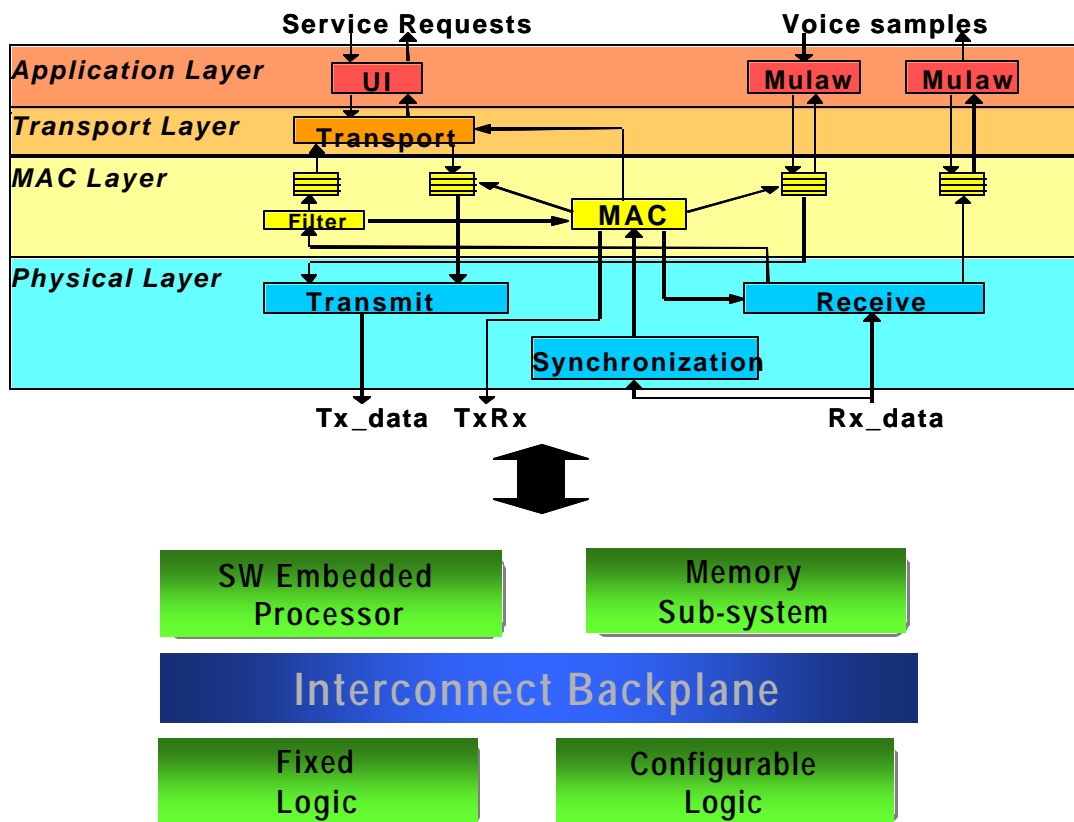 Service Requests
Voice samples
Application Layer
UI
Mulaw
Mulaw
Transport Layer
Transport
MAC Layer
Filter
MAC
Physical Layer
Transmit
Receive
Synchronization
Tx_data
TxRx
Rx_data
SW Embedded
Processor
Memory
Sub-system
Interconnect Backplane
Fixed
Logic
Configurable
Logic